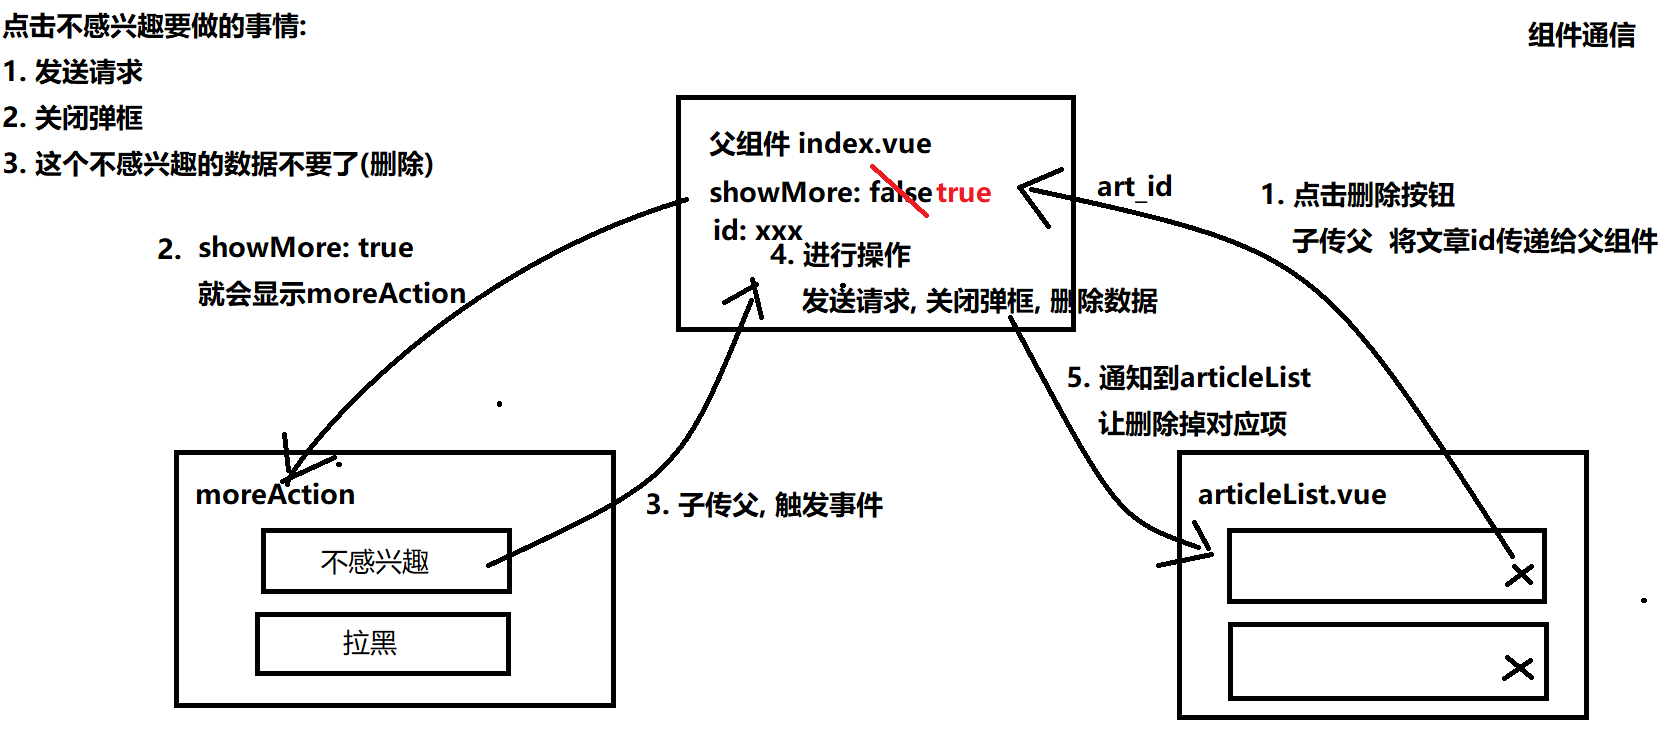 点击不感兴趣要做的事情:
1. 发送请求
2. 关闭弹框
3. 这个不感兴趣的数据不要了(删除)
组件通信
父组件 index.vue
showMore: false true
id: xxx
4. 进行操作
发送请求, 关闭弹框, 删除数据
art_id
1. 点击删除按钮
子传父 将文章id传递给父组件
2. showMore: true
就会显示moreAction
5. 通知到articleList
让删除掉对应项
3. 子传父, 触发事件
moreAction
不感兴趣
拉黑
articleList.vue